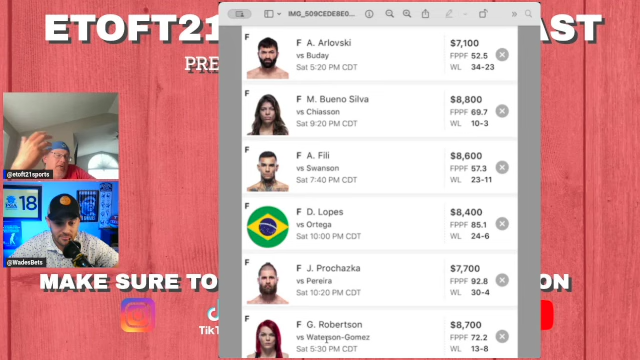 ETOFT21
AST
PRE
IMG_509CEDEBE0...
F
F A. Arlovski
vs Buday
Sat 5:20 PM CDT
$7,100
FPPF 52.5
WL 34-23
F
F M. Bueno Silva
vs Chiasson
Sat 9:20 PM CDT
$8,800
FPPF 69.7
WL 10-3
F
F A. Fili
vs Swanson
Sat 7:40 PM CDT
$8,600
FPPF 57.3
WL 23-11
F
F D. Lopes
vs Ortega
Sat 10:00 PM CDT
$8,400
FPPF 85.1
WL 24-6
F
F J. Prochazka
vs Pereira
Sat 10:20 PM CDT
$7,700
FPPF 92.8
WL 30-4
F
F G. Robertson
vs Waterson-Gomez
Sat 5:30 PM CDT
$8,700
FPPF 72.2
WL 13-8
@etoft21sports
18
@WadesBets
MAKE SURE TO
ON
TikT